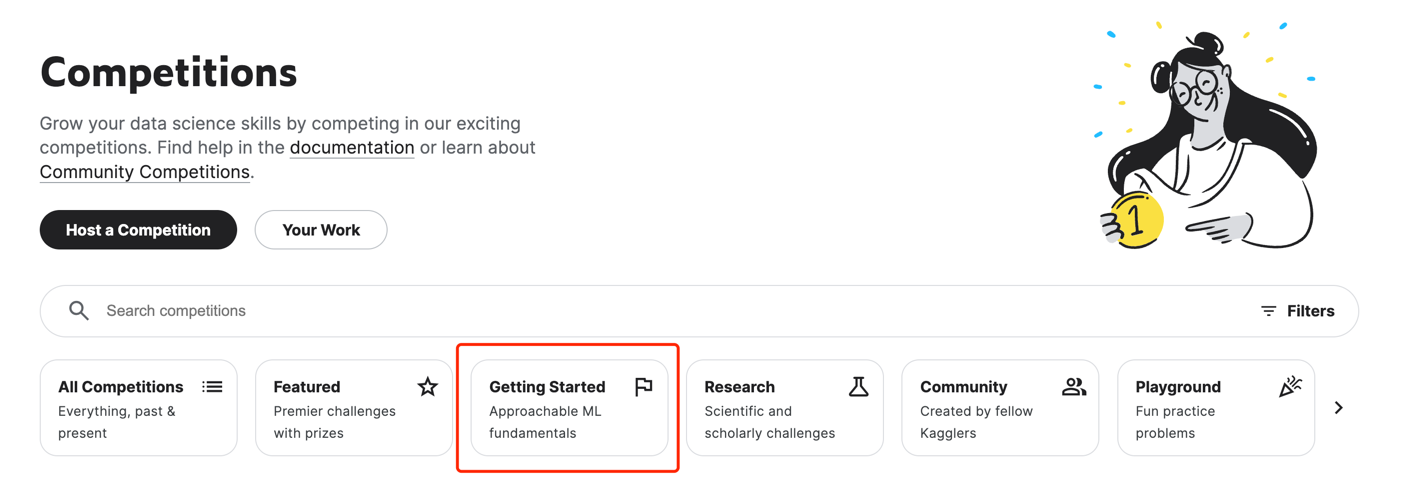 Competitions
Grow your data science skills by competing in our exciting
competitions. Find help in the documentation or learn about
Community Competitions.
Host a Competition
Your Work
1
Search competitions
Filters
All Competitions
Everything, past &
present
Featured
Premier challenges
with prizes
Getting Started
Approachable ML
fundamentals
Research
Scientific and
scholarly challenges
Community
Created by fellow
Kagglers
Playground
Fun practice
problems